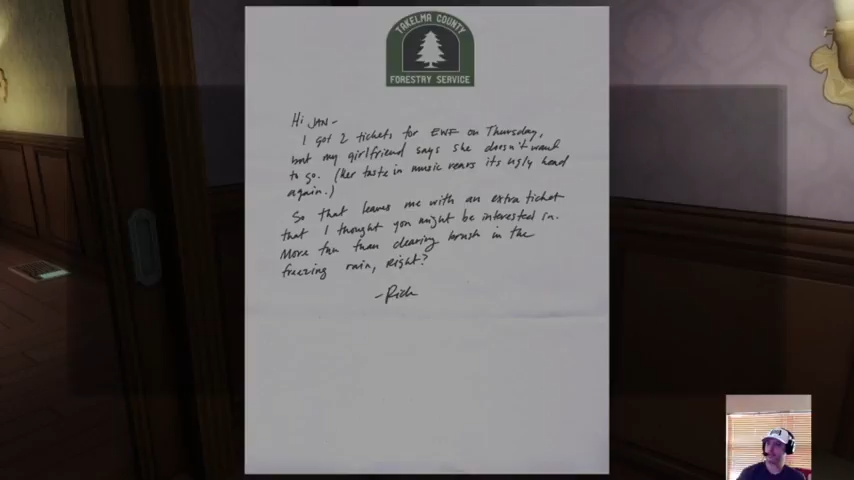 TAKELMA COUNTY
FORESTRY SERVICE
Hi JAN-
I got 2 tickets for EWF on Thursday,
but my girlfriend says she doesn't want
to go. (Her taste in music rears its ugly head
again.)
So that leaves me with an extra ticket
that I thought you might be interested in.
More fun than clearing brush in the
freezing rain, right?
-Rich